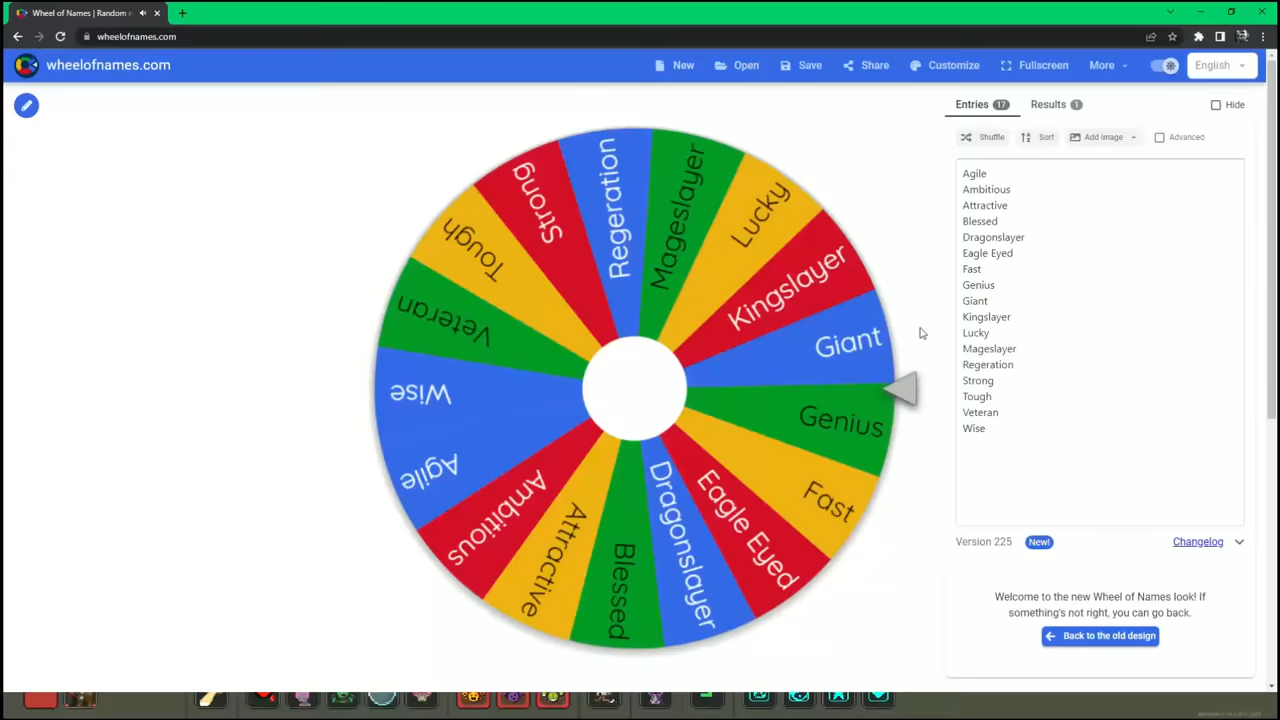 Wheel of Names | Random n
wheelofnames.com
wheelofnames.com
New
Open
Save
Share
Customize
Fullscreen
More
English
Entries 17
Results 1
Hide
Shuffle
Sort
Add image
Advanced
Agile
Ambitious
Attractive
Blessed
Dragonslayer
Eagle Eyed
Fast
Genius
Giant
Kingslayer
Lucky
Mageslayer
Regeration
Strong
Tough
Veteran
Wise
Version 225
New!
Changelog
Welcome to the new Wheel of Names look! If
something's not right, you can go back.
Back to the old design
Regeration
Mageslayer
Lucky
Kingslayer
Giant
Genius
Fast
Eagle Eyed
Dragonslayer
Blessed
Attractive
Ambitious
Agile
Wise
Veteran
Tough
Strong